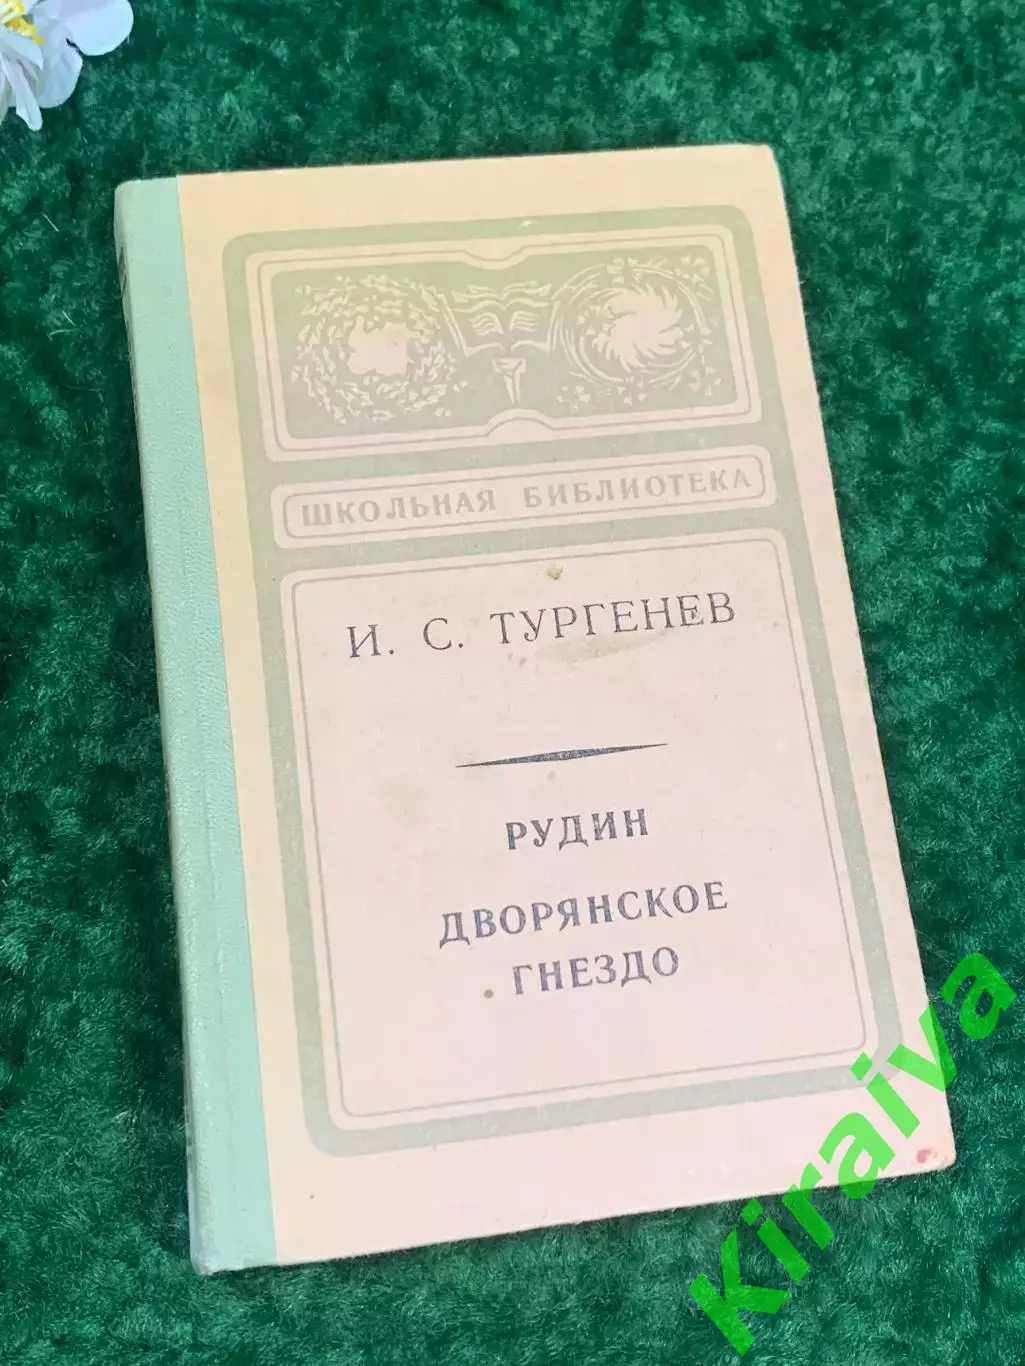 ШКОЛЬНАЯ БИБЛИОТЕКА
И. С. ТУРГЕНЕВ
РУДИН
ДВОРЯНСКОЕ
ГНЕЗДО
Kiraiva